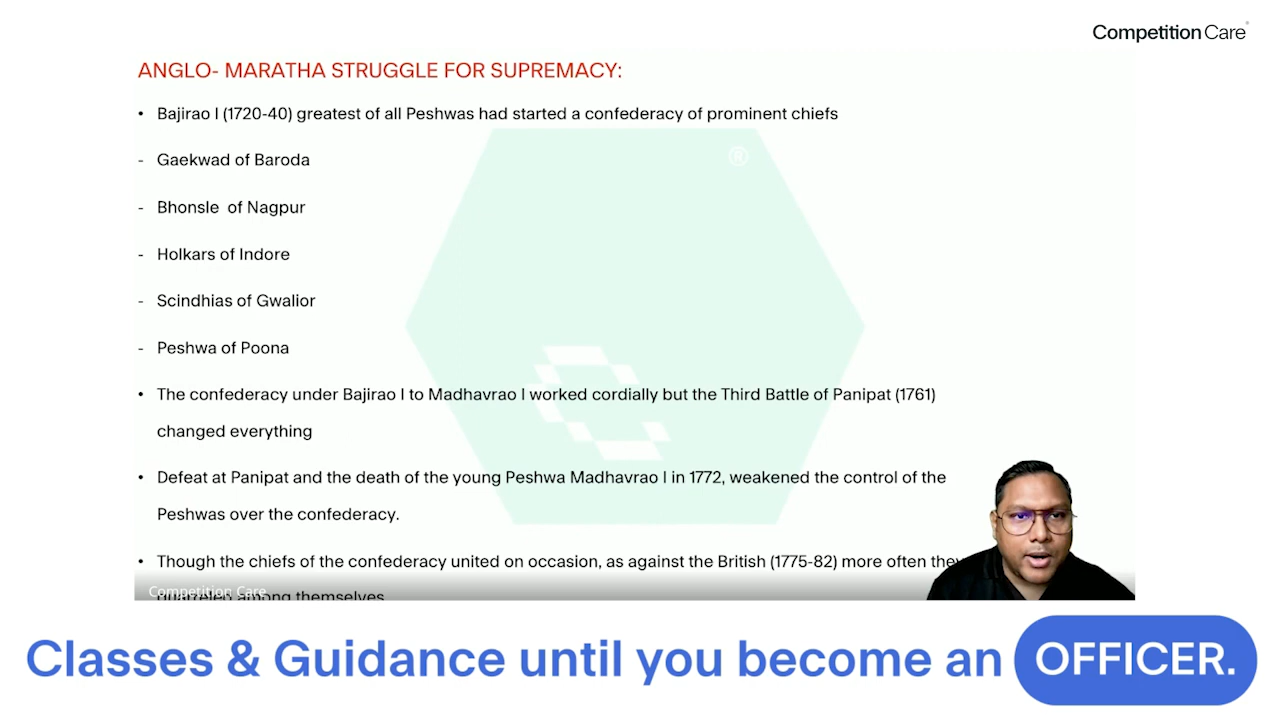 Competition Care
ANGLO- MARATHA STRUGGLE FOR SUPREMACY:
• Bajirao I (1720-40) greatest of all Peshwas had started a confederacy of prominent chiefs
®
- Gaekwad of Baroda
- Bhonsle of Nagpur
- Holkars of Indore
- Scindhias of Gwalior
- Peshwa of Poona
• The confederacy under Bajirao I to Madhavrao I worked cordially but the Third Battle of Panipat (1761)
changed everything
• Defeat at Panipat and the death of the young Peshwa Madhavrao I in 1772, weakened the control of the
Peshwas over the confederacy.
• Though the chiefs of the confederacy united on occasion, as against the British (1775-82) more often they
quarreled among themselves
Competition Care
Classes & Guidance until you become an OFFICER.